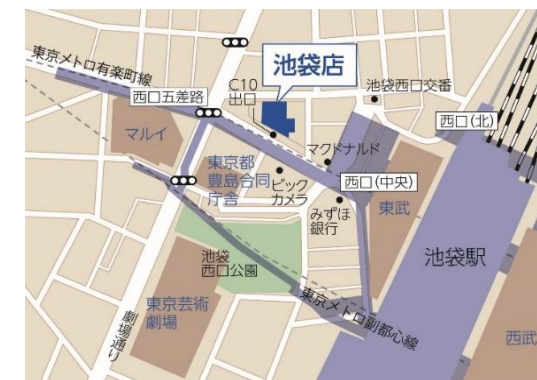 東京メトロ有楽町線
西口五差路
C10
出口
池袋店
池袋西口交番
西口(北)
マルイ
東京都
豊島合同
庁舎
ビック
カメラ
マクドナルド
西口(中央)
みずほ
銀行
東武
池袋駅
池袋
西口公園
東京芸術
劇場
劇場通り
東京メトロ副都心線
西武